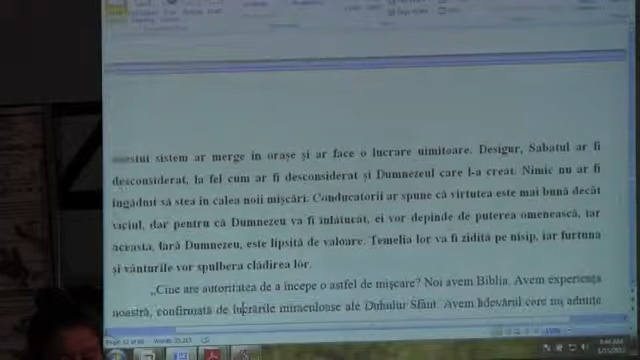 acestui sistem ar merge în orașe și ar face o lucrare uimitoare. Desigur, Sabatul ar fi
desconsiderat, la fel cum ar fi desconsiderat și Dumnezeul care l-a creat. Nimic nu ar fi
îngăduit să stea în calea noii mișcări. Conducătorii ar spune că virtutea este mai bună decât
viciul, dar pentru că Dumnezeu va fi înlăturat, ei vor depinde de puterea omenească, iar
aceasta, fără Dumnezeu, este lipsită de valoare. Temelia lor va fi zidită pe nisip, iar furtuna
și vânturile vor spulbera clădirea lor.
„Cine are autoritatea de a începe o astfel de mișcare? Noi avem Biblia. Avem experiența
noastră, confirmată de lucrările miraculoase ale Duhului Sfânt. Avem Adevărul care nu admite